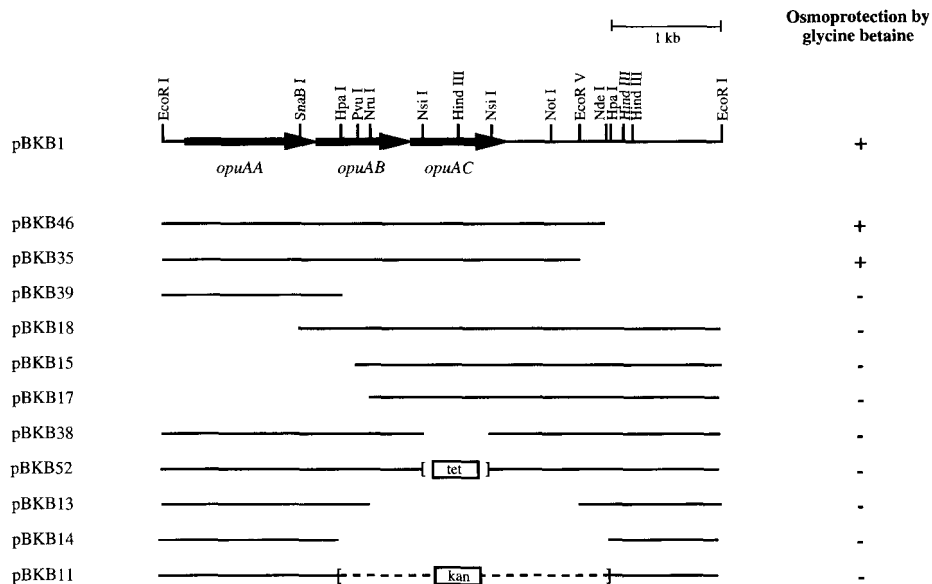 Osmoprotection by
glycine betaine
1 kb
EcoR I
SnaB I
Hpa I
Pvu I
Nru I
Nsi I
Hind III
Nsi I
Not I
EcoR V
Nde I
Hpa I
Hind III
Hind III
EcoR I
pBKB1 +
opuAA opuAB opuAC
pBKB46 +
pBKB35 +
pBKB39 -
pBKB18 -
pBKB15 -
pBKB17 -
pBKB38 -
pBKB52 [ tet ] -
pBKB13 -
pBKB14 -
pBKB11 [ kan ] -